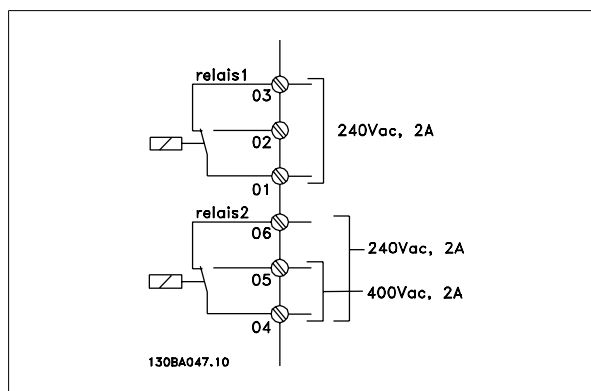 relais1
03
02
240Vac, 2A
01
relais2
06
240Vac, 2A
05
400Vac, 2A
04
130BA047.10